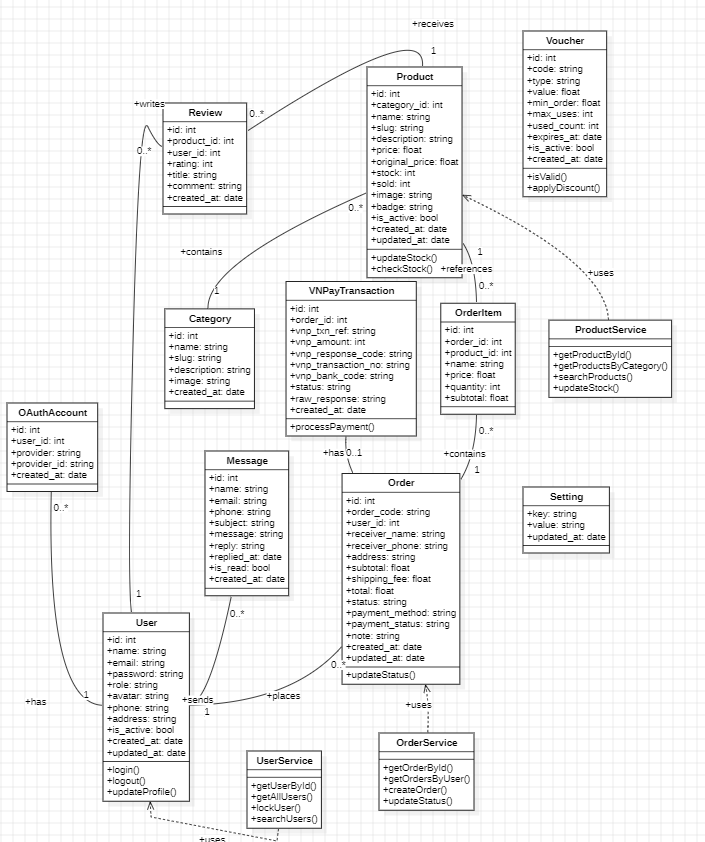 +receives
1
Voucher
+id: int
+code: string
+type: string
+value: float
+min_order: float
+max_uses: int
+used_count: int
+expires_at: date
+is_active: bool
+created_at: date
+isValid()
+applyDiscount()
Product
+id: int
+category_id: int
+name: string
+slug: string
+description: string
+price: float
+original_price: float
+stock: int
+sold: int
+image: string
+badge: string
+is_active: bool
+created_at: date
+updated_at: date
+updateStock()
+checkStock()
+writes
0..*
Review
+id: int
+product_id: int
+user_id: int
+rating: int
+title: string
+comment: string
+created_at: date
0..*
0..*
+contains
1
1
+references
0..*
+uses
VNPayTransaction
+id: int
+order_id: int
+vnp_txn_ref: string
+vnp_amount: int
+vnp_response_code: string
+vnp_transaction_no: string
+vnp_bank_code: string
+status: string
+raw_response: string
+created_at: date
+processPayment()
Category
+id: int
+name: string
+slug: string
+description: string
+image: string
+created_at: date
OrderItem
+id: int
+order_id: int
+product_id: int
+name: string
+price: float
+quantity: int
+subtotal: float
ProductService
+getProductById()
+getProductsByCategory()
+searchProducts()
+updateStock()
OAuthAccount
+id: int
+user_id: int
+provider: string
+provider_id: string
+created_at: date
0..*
+has
1
+has
0..1
0..*
+contains
1
Message
+id: int
+name: string
+email: string
+phone: string
+subject: string
+message: string
+reply: string
+replied_at: date
+is_read: bool
+created_at: date
0..*
+sends
1
Order
+id: int
+order_code: string
+user_id: int
+receiver_name: string
+receiver_phone: string
+address: string
+subtotal: float
+shipping_fee: float
+total: float
+status: string
+payment_method: string
+payment_status: string
+note: string
+created_at: date
+updated_at: date
+updateStatus()
0..*
+places
Setting
+key: string
+value: string
+updated_at: date
1
User
+id: int
+name: string
+email: string
+password: string
+role: string
+avatar: string
+phone: string
+address: string
+is_active: bool
+created_at: date
+updated_at: date
+login()
+logout()
+updateProfile()
+uses
OrderService
+getOrderById()
+getOrdersByUser()
+createOrder()
+updateStatus()
UserService
+getUserById()
+getAllUsers()
+lockUser()
+searchUsers()
+uses